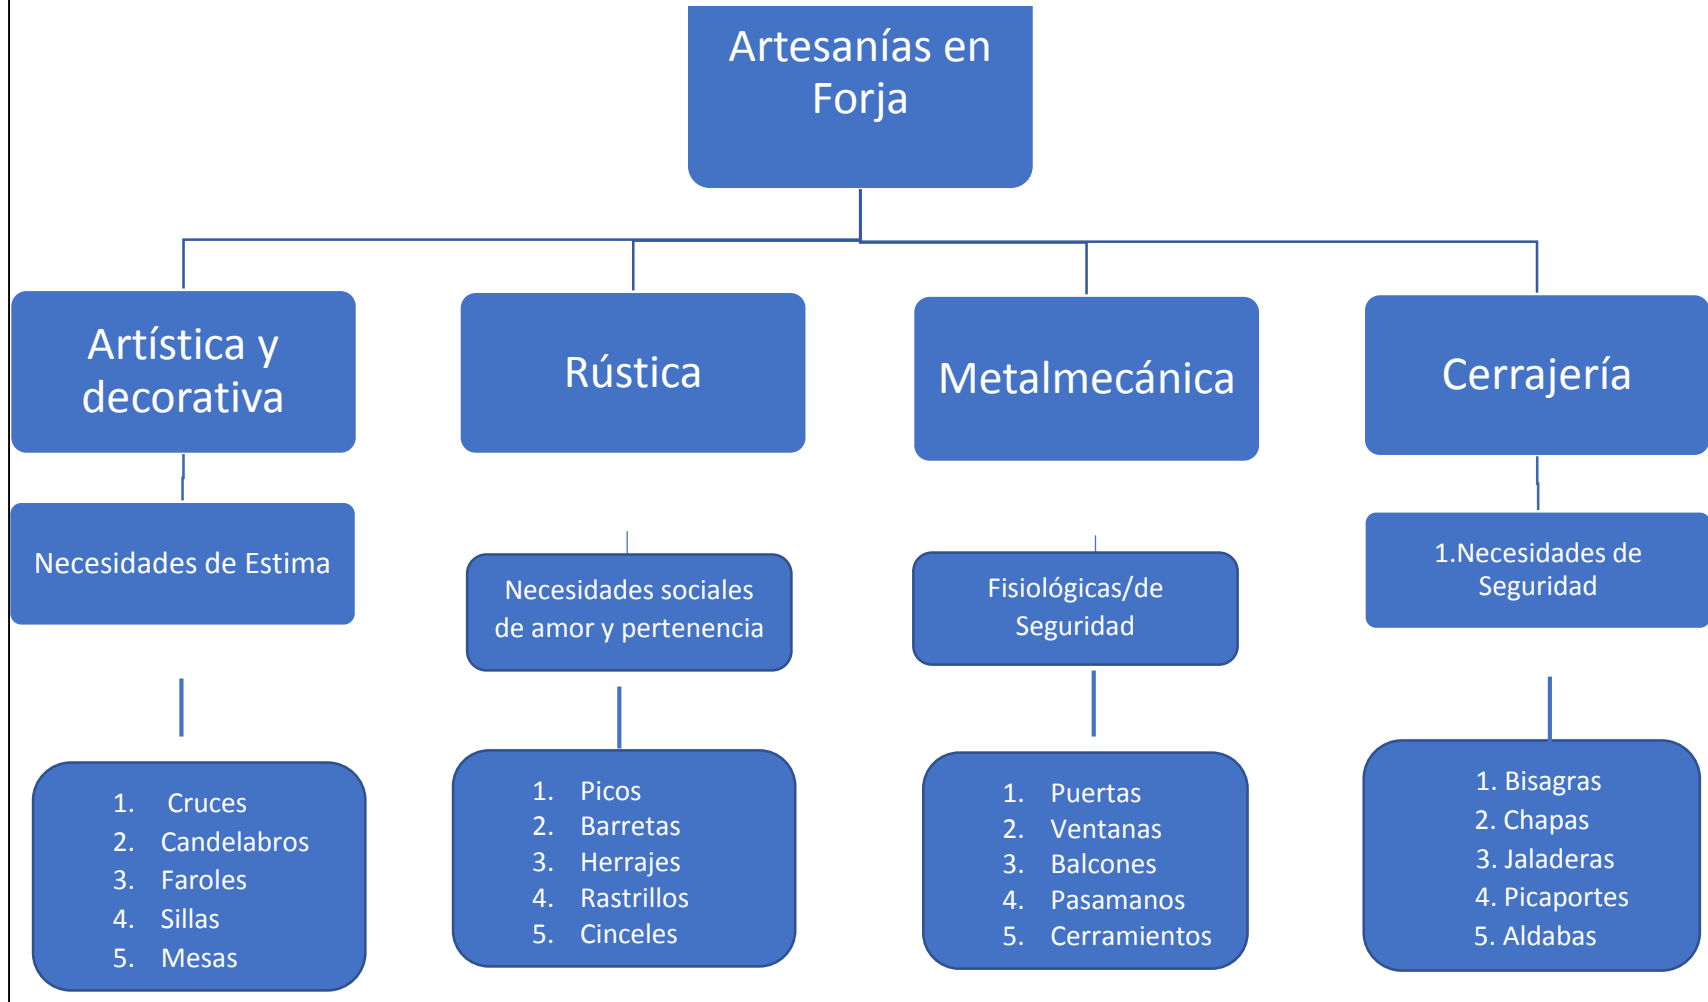 Artesanías en
Forja
Artística y
decorativa
Rústica
Metalmecánica
Cerrajería
Necesidades de Estima
Necesidades sociales
de amor y pertenencia
Fisiológicas/de
Seguridad
1.Necesidades de
Seguridad
1. Cruces
2. Candelabros
3. Faroles
4. Sillas
5. Mesas
1. Picos
2. Barretas
3. Herrajes
4. Rastrillos
5. Cinceles
1. Puertas
2. Ventanas
3. Balcones
4. Pasamanos
5. Cerramientos
1. Bisagras
2. Chapas
3. Jaladeras
4. Picaportes
5. Aldabas